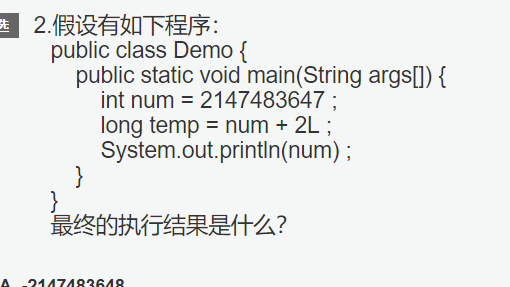 选
2.假设有如下程序：
public class Demo {
public static void main(String args[]) {
int num = 2147483647 ;
long temp = num + 2L ;
System.out.println(num) ;
}
}
最终的执行结果是什么？
A. -2147483648